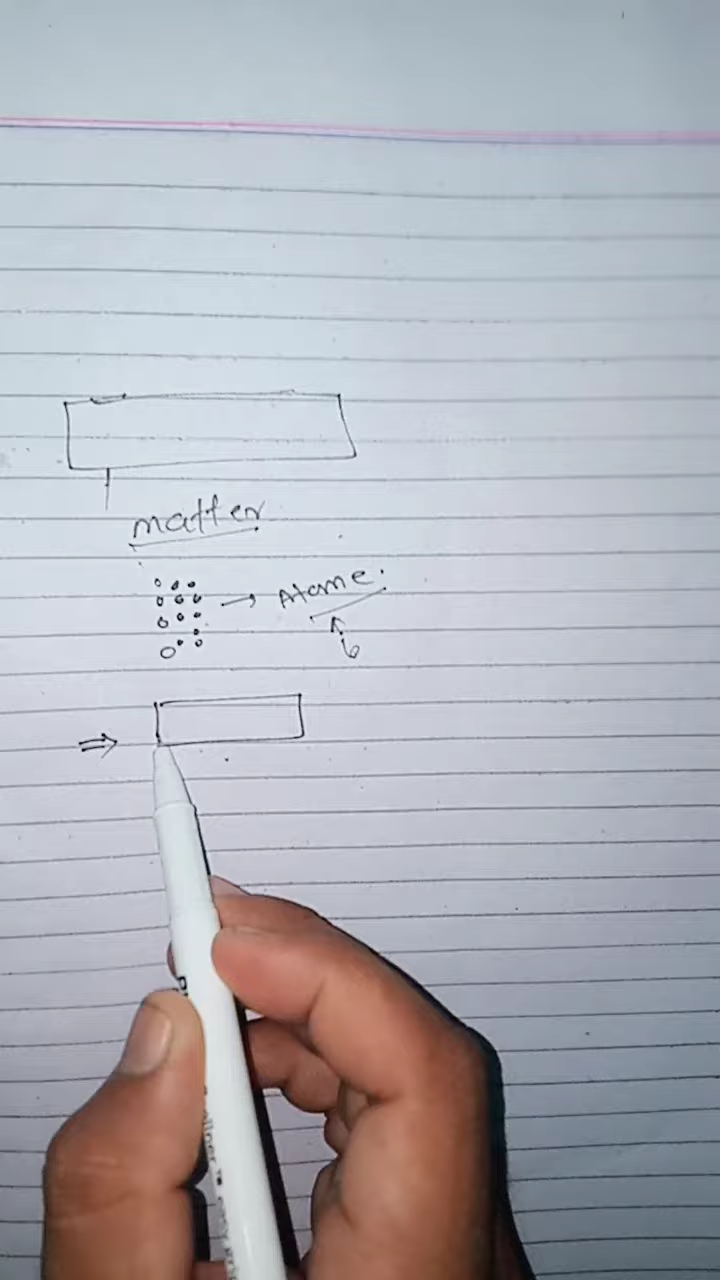 matter
→ Atome.
⇒